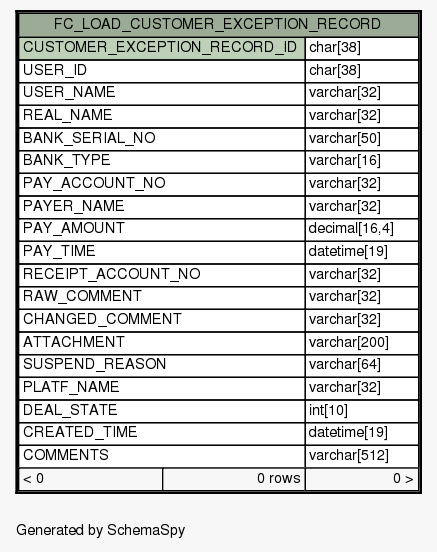 FC_LOAD_CUSTOMER_EXCEPTION_RECORD
CUSTOMER_EXCEPTION_RECORD_ID char[38]
USER_ID char[38]
USER_NAME varchar[32]
REAL_NAME varchar[32]
BANK_SERIAL_NO varchar[50]
BANK_TYPE varchar[16]
PAY_ACCOUNT_NO varchar[32]
PAYER_NAME varchar[32]
PAY_AMOUNT decimal[16,4]
PAY_TIME datetime[19]
RECEIPT_ACCOUNT_NO varchar[32]
RAW_COMMENT varchar[32]
CHANGED_COMMENT varchar[32]
ATTACHMENT varchar[200]
SUSPEND_REASON varchar[64]
PLATF_NAME varchar[32]
DEAL_STATE int[10]
CREATED_TIME datetime[19]
COMMENTS varchar[512]
< 0 0 rows 0 >
Generated by SchemaSpy